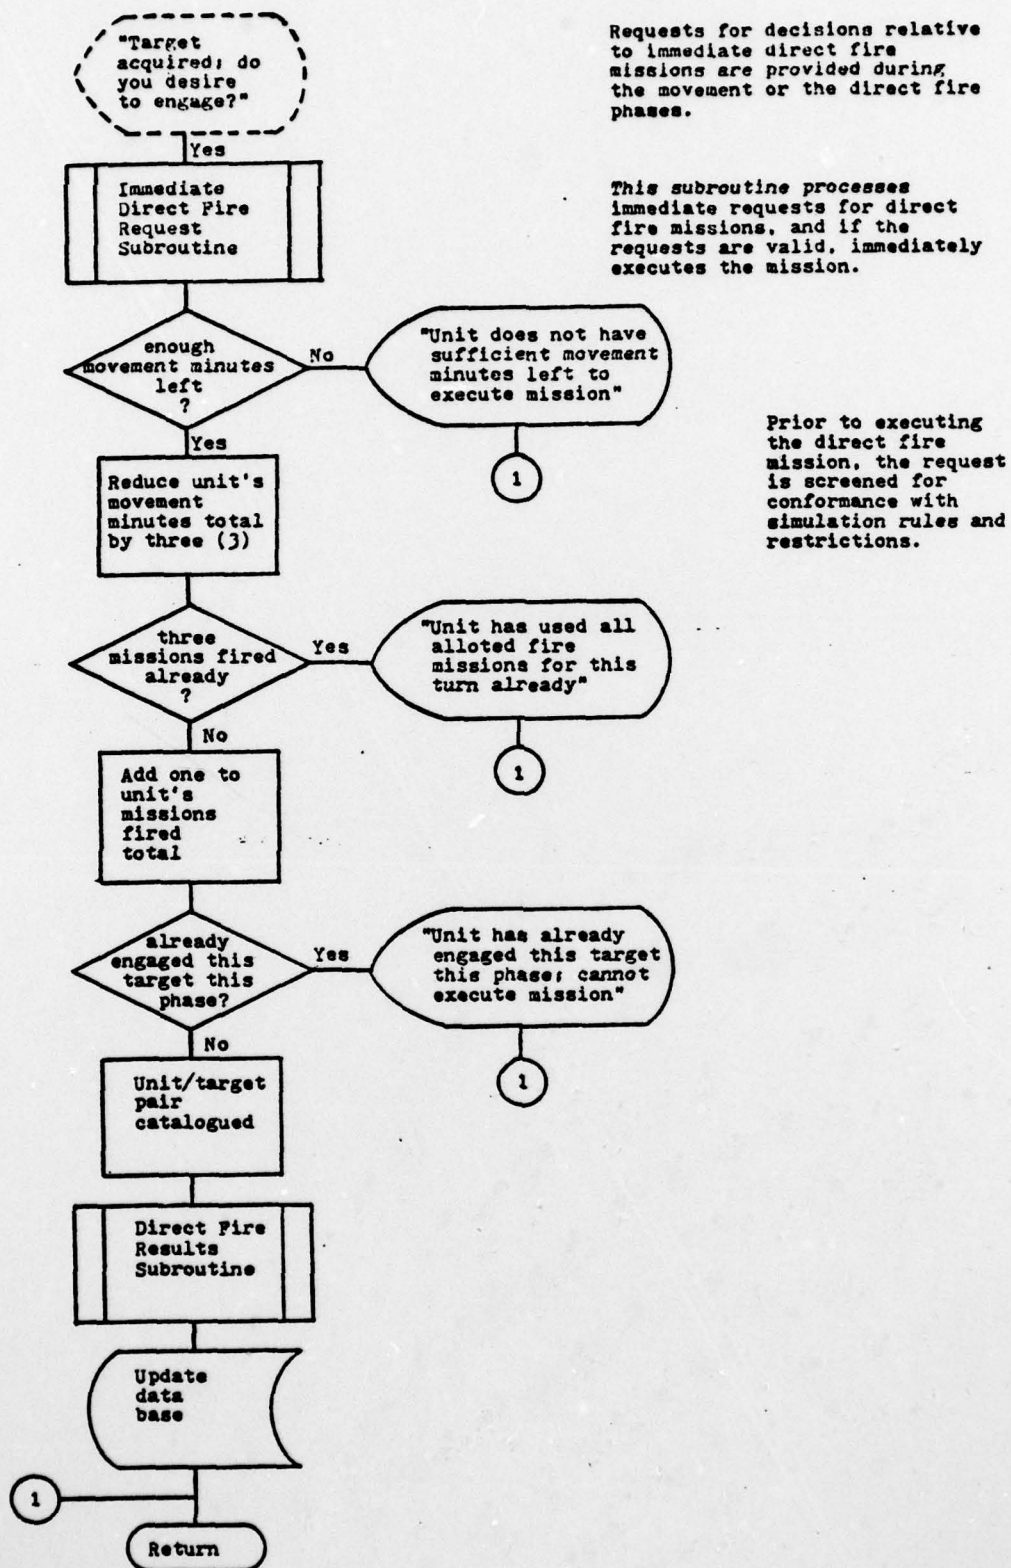 "Target
acquired; do
you desire
to engage?"
Requests for decisions relative
to immediate direct fire
missions are provided during
the movement or the direct fire
phases.
Yes
Immediate
Direct Fire
Request
Subroutine
This subroutine processes
immediate requests for direct
fire missions, and if the
requests are valid, immediately
executes the mission.
enough
movement minutes
left
?
No
"Unit does not have
sufficient movement
minutes left to
execute mission"
1
Yes
Reduce unit's
movement
minutes total
by three (3)
Prior to executing
the direct fire
mission, the request
is screened for
conformance with
simulation rules and
restrictions.
three
missions fired
already
?
Yes
"Unit has used all
alloted fire
missions for this
turn already"
1
No
Add one to
unit's
missions
fired
total
already
engaged this
target this
phase?
Yes
"Unit has already
engaged this target
this phase; cannot
execute mission"
1
No
Unit/target
pair
catalogued
Direct Fire
Results
Subroutine
Update
data
base
1
Return